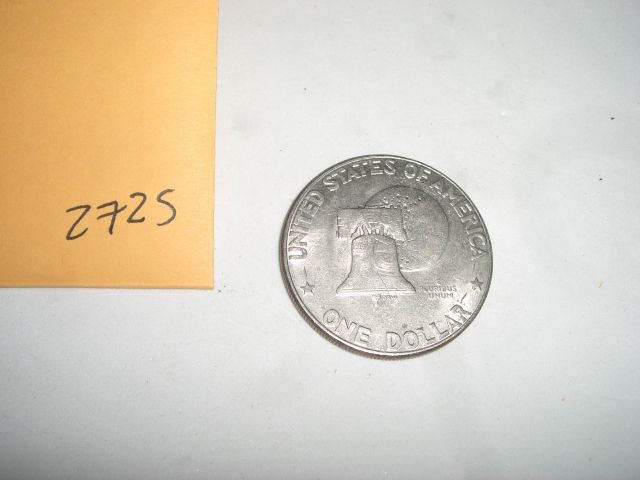 2725
UNITED STATES OF AMERICA
PLURIBUS
UNUM
ONE DOLLAR